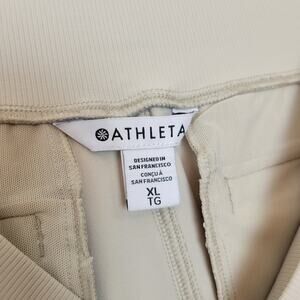 ATHLETA
DESIGNED IN
SAN FRANCISCO
CONÇU À
SAN FRANCISCO
XL
TG